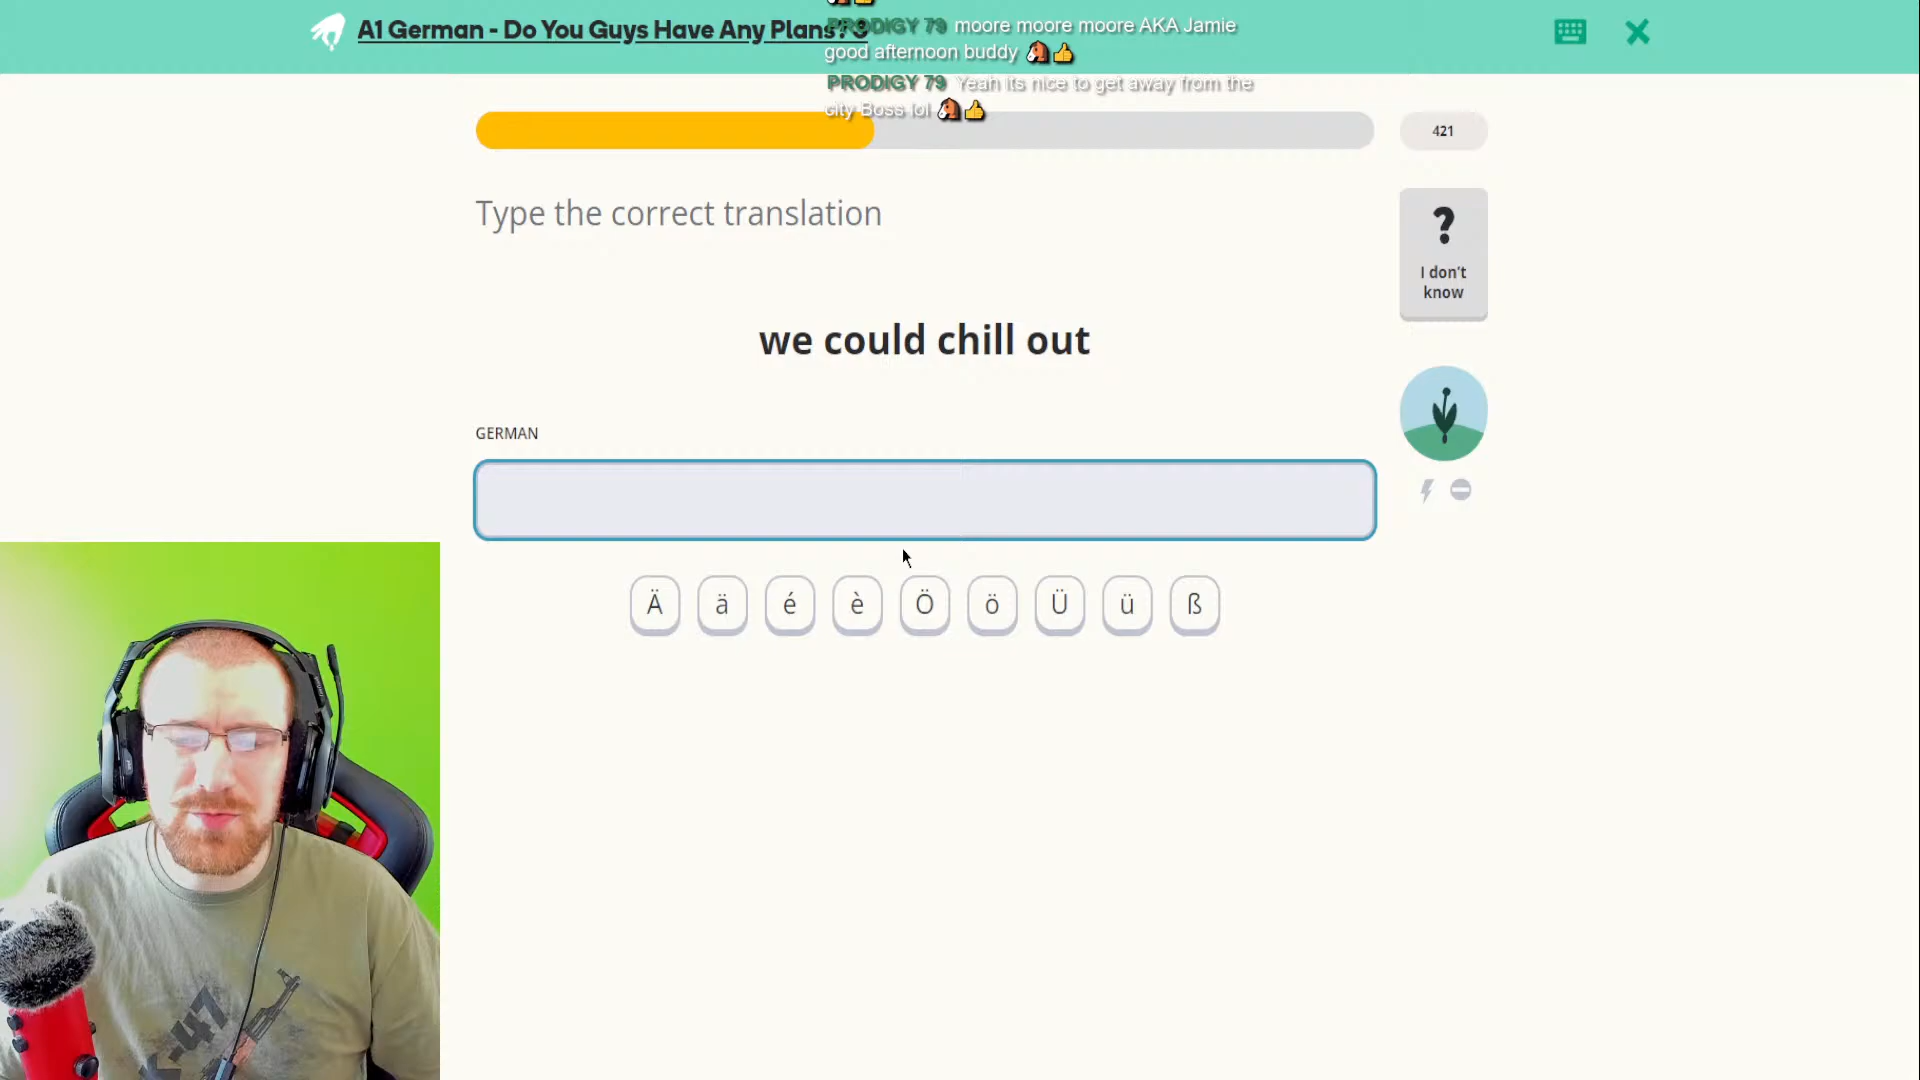 A1 German - Do You Guys Have Any Plans? 3
PRODIGY 79 moore moore moore AKA Jamie
good afternoon buddy
PRODIGY 79 Yeah its nice to get away from the
city Boss lol
421
Type the correct translation
?
I don't
know
we could chill out
GERMAN
Ä ä é è Ö ö Ü ü ß
K-47